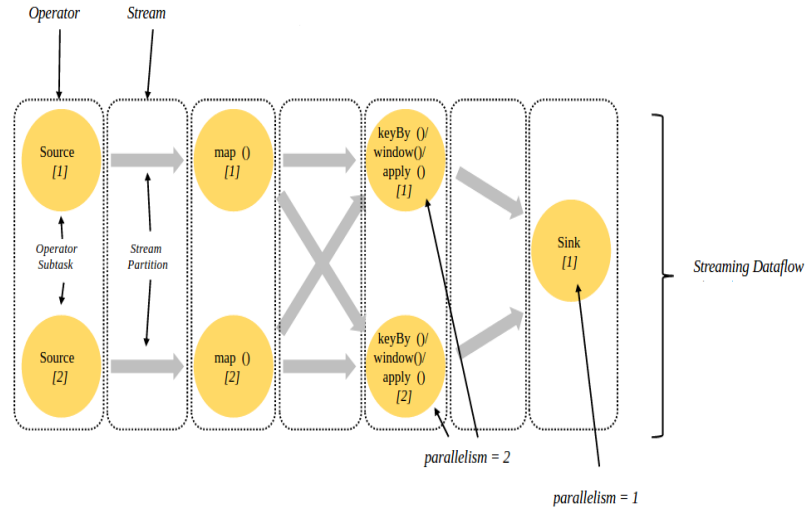 Operator
Stream
Source
[1]
map ()
[1]
keyBy ()/
window()/
apply ()
[1]
Sink
[1]
Operator
Subtask
Stream
Partition
Streaming Dataflow
Source
[2]
map ()
[2]
keyBy ()/
window()/
apply ()
[2]
parallelism = 2
parallelism = 1